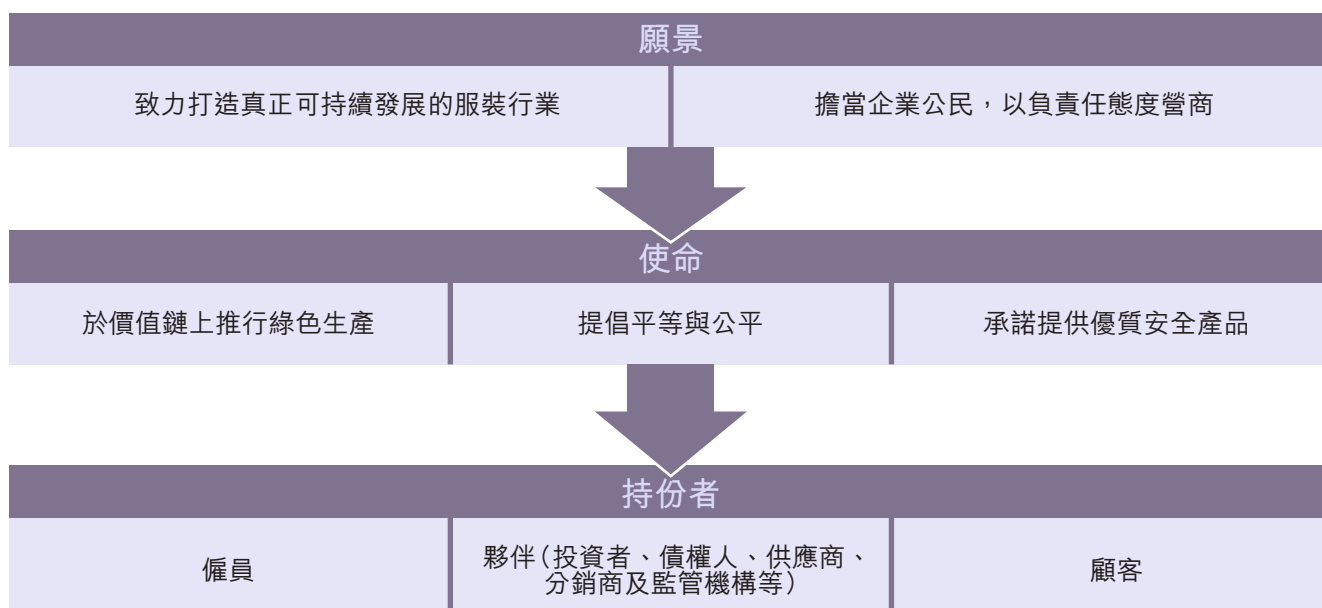 願景
致力打造真正可持續發展的服裝行業
擔當企業公民，以負責任態度營商
使命
於價值鏈上推行綠色生產
提倡平等與公平
承諾提供優質安全產品
持份者
僱員
夥伴（投資者、債權人、供應商、
分銷商及監管機構等）
顧客